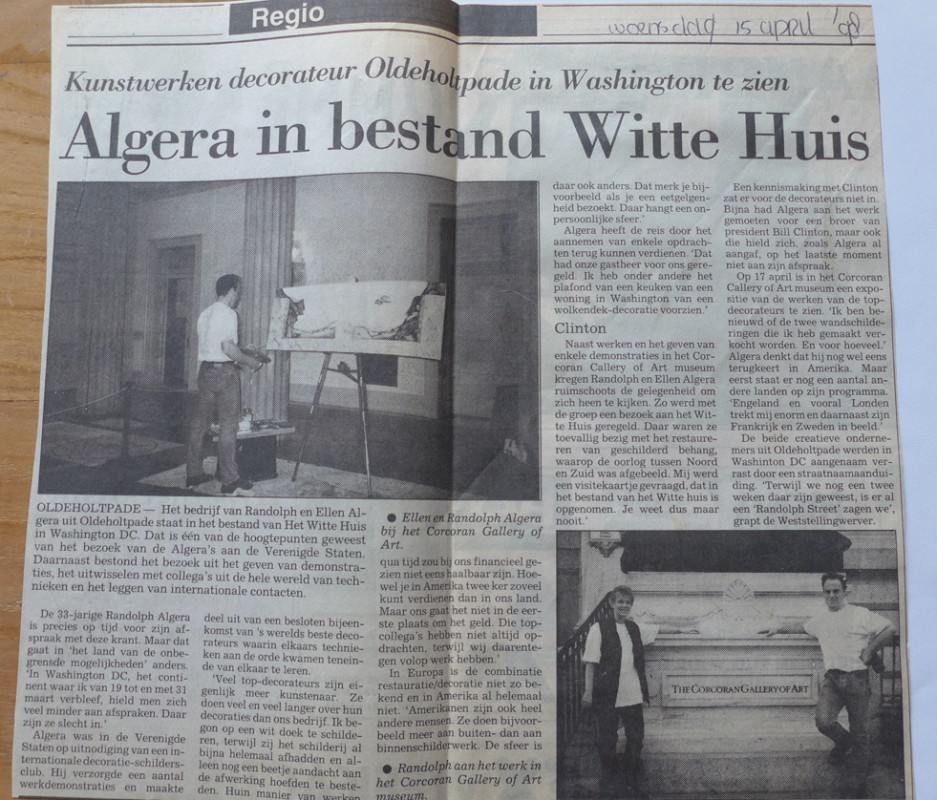 Regio
woensdag 15 april '98
Kunstwerken decorateur Oldeholtpade in Washington te zien
Algera in bestand Witte Huis
OLDEHOLTPADE — Het bedrijf van Randolph en Ellen Al-
gera uit Oldeholtpade staat in het bestand van Het Witte Huis
in Washington DC. Dat is één van de hoogtepunten geweest
van het bezoek van de Algera's aan de Verenigde Staten.
Daarnaast bestond het bezoek uit het geven van demonstra-
ties, het uitwisselen met collega's uit de hele wereld van tech-
nieken en het leggen van internationale contacten.
De 33-jarige Randolph Algera
is precies op tijd voor zijn af-
spraak met deze krant. Maar dat
gaat in 'het land van de onbe-
grensde mogelijkheden' anders.
'In Washington DC, het conti-
nent waar ik van 19 tot en met 31
maart verbleef, hield men zich
veel minder aan afspraken. Daar
zijn ze slecht in.'
Algera was in de Verenigde
Staten op uitnodiging van een in-
ternationale decoratie-schilders-
club. Hij verzorgde een aantal
werkdemonstraties en maakte
deel uit van een besloten bijeen-
komst van 's werelds beste deco-
rateurs waarin elkaars technie-
ken aan de orde kwamen tenein-
de van elkaar te leren.
'Veel top-decorateurs zijn ei-
genlijk meer kunstenaar. Ze
doen veel en veel langer over hun
decoraties dan ons bedrijf. Ik be-
gon op een wit doek te schilde-
ren, terwijl zij het schilderij al
bijna helemaal afhadden en al-
leen nog een beetje aandacht aan
de afwerking hoefden te beste-
den. Hun manier van werken
● Ellen en Randolph Algera
bij het Corcoran Gallery of
Art.
qua tijd zou bij ons financieel ge-
zien niet eens haalbaar zijn. Hoe-
wel je in Amerika twee ker zoveel
kunt verdienen dan in ons land.
Maar ons gaat het niet in de eer-
ste plaats om het geld. Die top-
collega's hebben niet altijd op-
drachten, terwijl wij daarente-
gen volop werk hebben.'
In Europa is de combinatie
restauratie/decoratie niet zo be-
kend en in Amerika al helemaal
niet. 'Amerikanen zijn ook heel
andere mensen. Ze doen bijvoor-
beeld meer aan buiten- dan aan
binnenschilderwerk. De sfeer is
● Randolph aan het werk in
het Corcoran Gallery of Art
museum.
daar ook anders. Dat merk je bij-
voorbeeld als je een eetgelgen-
heid bezoekt. Daar hangt een on-
persoonlijke sfeer.'
Algera heeft de reis door het
aannemen van enkele opdrach-
ten terug kunnen verdienen. 'Dat
had onze gastheer voor ons gere-
geld. Ik heb onder andere het
plafond van een keuken van een
woning in Washington van een
wolkendek-decoratie voorzien.'
Clinton
Naast werken en het geven van
enkele demonstraties in het Cor-
coran Callery of Art museum
kregen Randolph en Ellen Algera
ruimschoots de gelegenheid om
zich heen te kijken. Zo werd met
de groep een bezoek aan het Wit-
te Huis geregeld. Daar waren ze
toevallig bezig met het restaure-
ren van geschilderd behang,
waarop de oorlog tussen Noord
en Zuid was afgebeeld. Mij werd
een visitekaartje gevraagd, dat in
het bestand van het Witte huis is
opgenomen. Je weet dus maar
nooit.'
Een kennismaking met Clinton
zat er voor de decorateurs niet in.
Bijna had Algera aan het werk
gemoeten voor een broer van
president Bill Clinton, maar ook
die hield zich, zoals Algera al
aangaf, op het laatste moment
niet aan zijn afspraak.
Op 17 april is in het Corcoran
Callery of Art museum een expo-
sitie van de werken van de top-
decorateurs te zien. 'Ik ben be-
nieuwd of de twee wandschilde-
ringen die ik heb gemaakt ver-
kocht worden. En voor hoeveel.'
Algera denkt dat hij nog wel eens
terugkeert in Amerika. Maar
eerst staat er nog een aantal an-
dere landen op zijn programma.
'Engeland en vooral Londen
trekt mij enorm en daarnaast zijn
Frankrijk en Zweden in beeld.'
De beide creatieve onderne-
mers uit Oldeholtpade werden in
Washinton DC aangenaam ver-
rast door een straatnaamaandui-
ding. 'Terwijl we nog een twee
weken daar zijn geweest, is er al
een 'Randolph Street' zagen we',
grapt de Weststellingwerver.
THE CORCORAN GALLERY OF ART